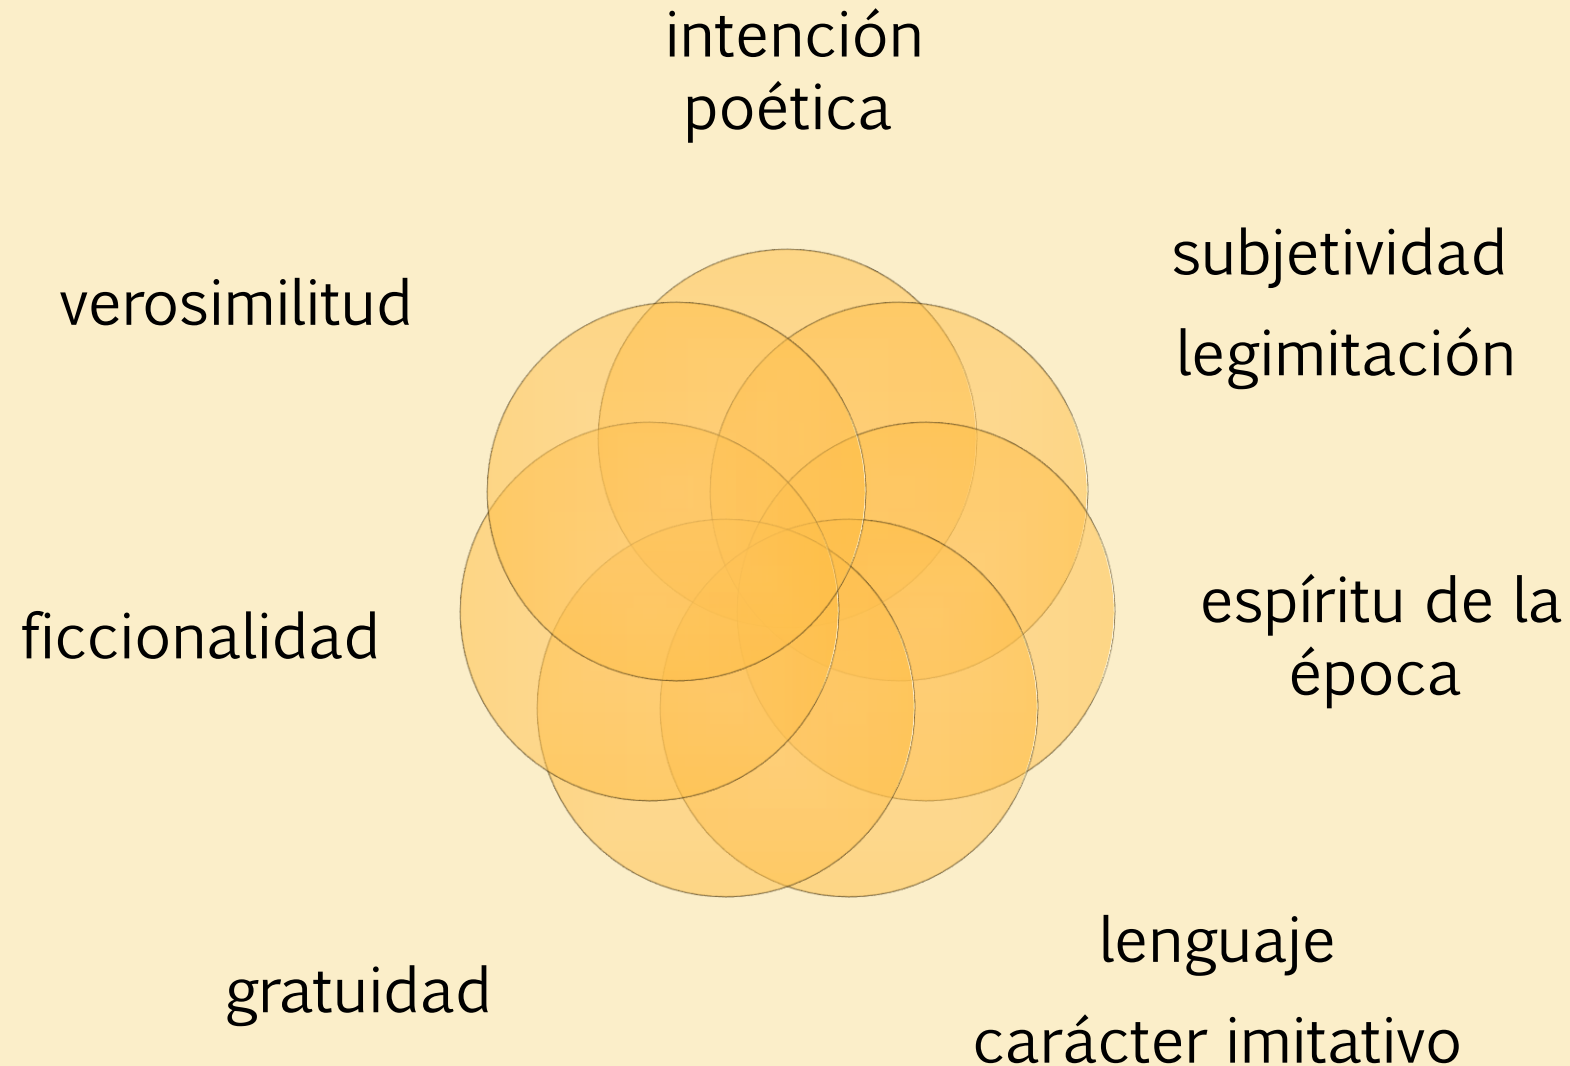 intención
poética
subjetividad
legimitación
verosimilitud
espíritu de la
época
ficcionalidad
lenguaje
gratuidad
carácter imitativo